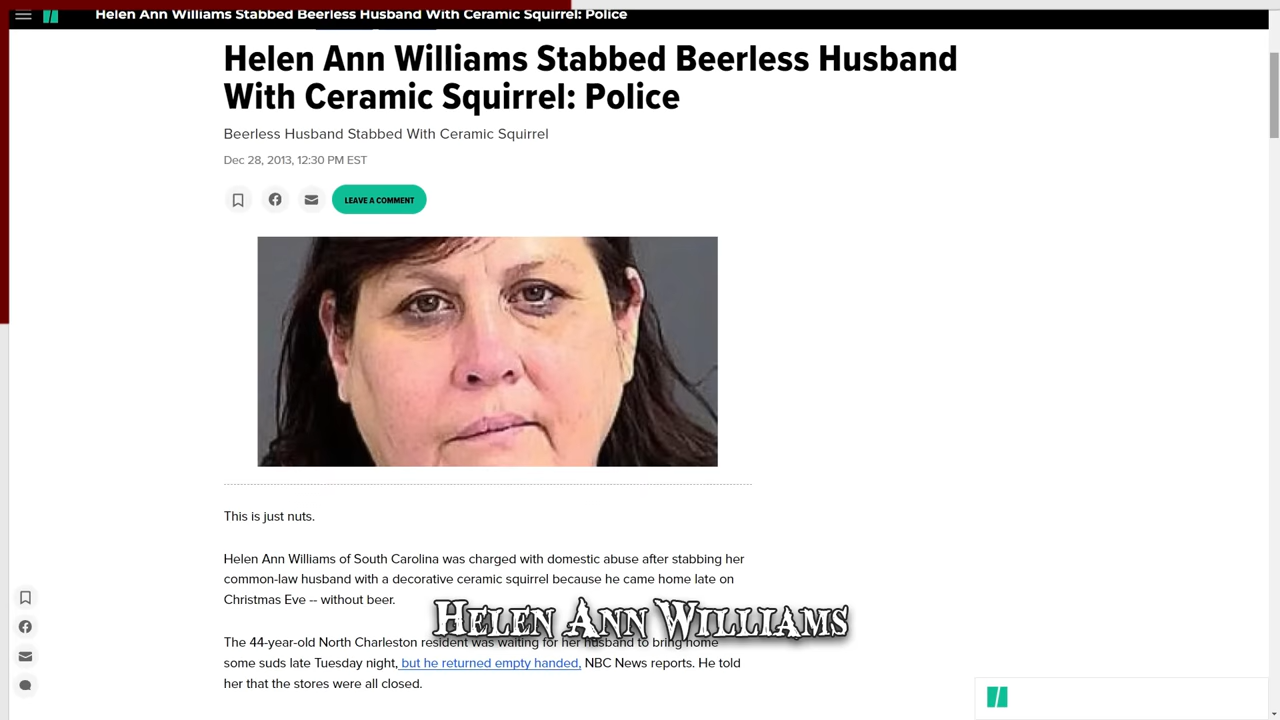 Helen Ann Williams Stabbed Beerless Husband With Ceramic Squirrel: Police
Helen Ann Williams Stabbed Beerless Husband
With Ceramic Squirrel: Police
Beerless Husband Stabbed With Ceramic Squirrel
Dec 28, 2013, 12:30 PM EST
LEAVE A COMMENT
This is just nuts.
Helen Ann Williams of South Carolina was charged with domestic abuse after stabbing her
common-law husband with a decorative ceramic squirrel because he came home late on
Christmas Eve -- without beer.
Helen Ann Williams
The 44-year-old North Charleston resident was waiting for her husband to bring home
some suds late Tuesday night, but he returned empty handed, NBC News reports. He told
her that the stores were all closed.